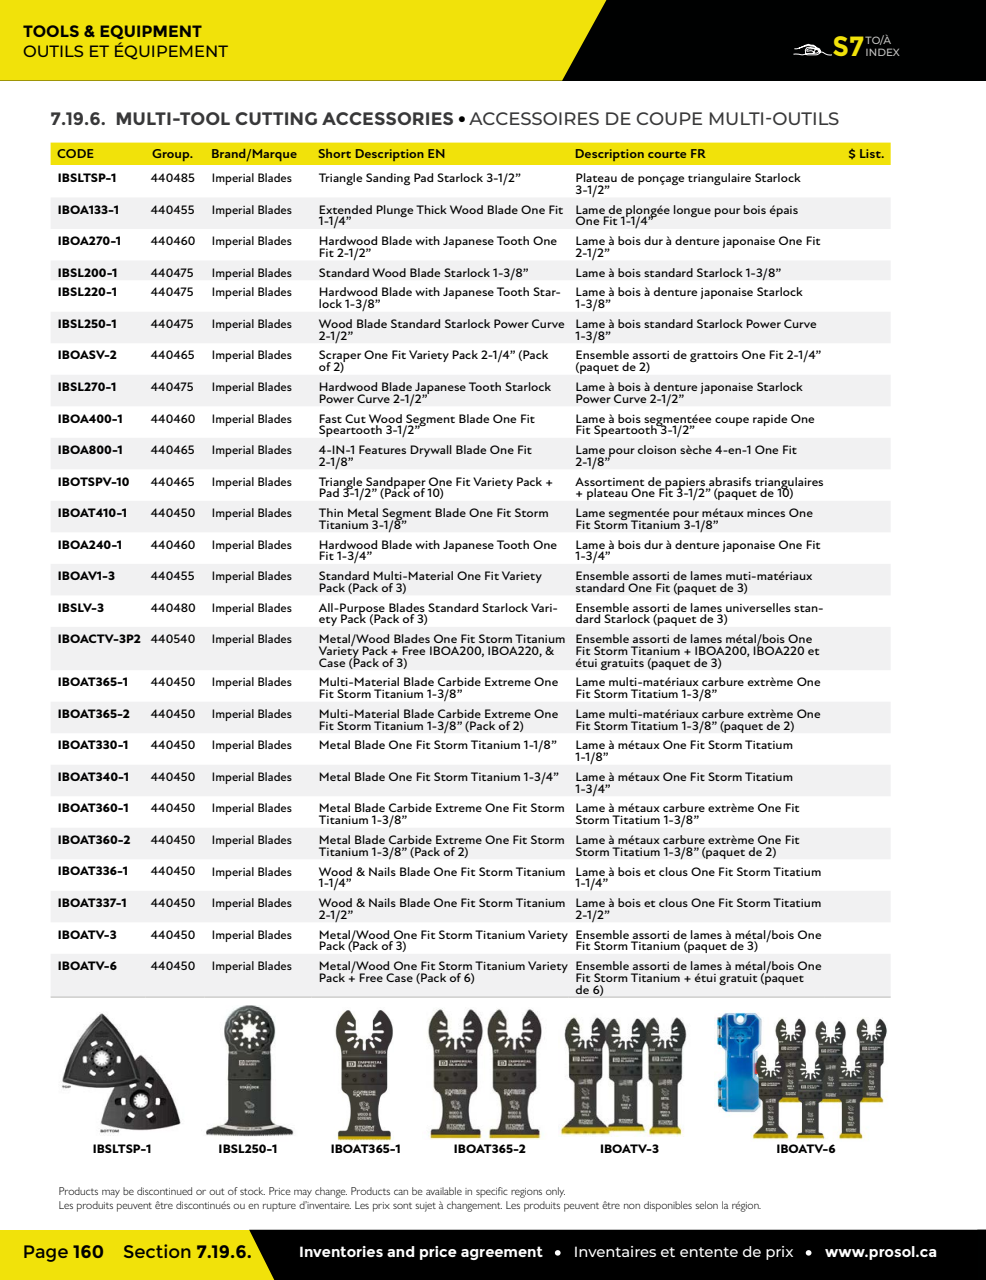 TOOLS & EQUIPMENT
OUTILS ET ÉQUIPEMENT
S7 TO/À
INDEX
7.19.6. MULTI-TOOL CUTTING ACCESSORIES • ACCESSOIRES DE COUPE MULTI-OUTILS
CODE Group. Brand/Marque Short Description EN Description courte FR $ List.
IBSLTSP-1 440485 Imperial Blades Triangle Sanding Pad Starlock 3-1/2” Plateau de ponçage triangulaire Starlock
3-1/2”
IBOA133-1 440455 Imperial Blades Extended Plunge Thick Wood Blade One Fit Lame de plongée longue pour bois épais
1-1/4” One Fit 1-1/4”
IBOA270-1 440460 Imperial Blades Hardwood Blade with Japanese Tooth One Lame à bois dur à denture japonaise One Fit
Fit 2-1/2” 2-1/2”
IBSL200-1 440475 Imperial Blades Standard Wood Blade Starlock 1-3/8” Lame à bois standard Starlock 1-3/8”
IBSL220-1 440475 Imperial Blades Hardwood Blade with Japanese Tooth Star- Lame à bois à denture japonaise Starlock
lock 1-3/8” 1-3/8”
IBSL250-1 440475 Imperial Blades Wood Blade Standard Starlock Power Curve Lame à bois standard Starlock Power Curve
2-1/2” 1-3/8”
IBOASV-2 440465 Imperial Blades Scraper One Fit Variety Pack 2-1/4” (Pack Ensemble assorti de grattoirs One Fit 2-1/4”
of 2) (paquet de 2)
IBSL270-1 440475 Imperial Blades Hardwood Blade Japanese Tooth Starlock Lame à bois à denture japonaise Starlock
Power Curve 2-1/2” Power Curve 2-1/2”
IBOA400-1 440460 Imperial Blades Fast Cut Wood Segment Blade One Fit Lame à bois segmentéee coupe rapide One
Speartooth 3-1/2” Fit Speartooth 3-1/2”
IBOA800-1 440465 Imperial Blades 4-IN-1 Features Drywall Blade One Fit Lame pour cloison sèche 4-en-1 One Fit
2-1/8” 2-1/8”
IBOTSPV-10 440465 Imperial Blades Triangle Sandpaper One Fit Variety Pack + Assortiment de papiers abrasifs triangulaires
Pad 3-1/2” (Pack of 10) + plateau One Fit 3-1/2” (paquet de 10)
IBOAT410-1 440450 Imperial Blades Thin Metal Segment Blade One Fit Storm Lame segmentée pour métaux minces One
Titanium 3-1/8” Fit Storm Titanium 3-1/8”
IBOA240-1 440460 Imperial Blades Hardwood Blade with Japanese Tooth One Lame à bois dur à denture japonaise One Fit
Fit 1-3/4” 1-3/4”
IBOAV1-3 440455 Imperial Blades Standard Multi-Material One Fit Variety Ensemble assorti de lames muti-matériaux
Pack (Pack of 3) standard One Fit (paquet de 3)
IBSLV-3 440480 Imperial Blades All-Purpose Blades Standard Starlock Vari- Ensemble assorti de lames universelles stan-
ety Pack (Pack of 3) dard Starlock (paquet de 3)
IBOACTV-3P2 440540 Imperial Blades Metal/Wood Blades One Fit Storm Titanium Ensemble assorti de lames métal/bois One
Variety Pack + Free IBOA200, IBOA220, & Fit Storm Titanium + IBOA200, IBOA220 et
Case (Pack of 3) étui gratuits (paquet de 3)
IBOAT365-1 440450 Imperial Blades Multi-Material Blade Carbide Extreme One Lame multi-matériaux carbure extrème One
Fit Storm Titanium 1-3/8” Fit Storm Titatium 1-3/8”
IBOAT365-2 440450 Imperial Blades Multi-Material Blade Carbide Extreme One Lame multi-matériaux carbure extrème One
Fit Storm Titanium 1-3/8” (Pack of 2) Fit Storm Titatium 1-3/8” (paquet de 2)
IBOAT330-1 440450 Imperial Blades Metal Blade One Fit Storm Titanium 1-1/8” Lame à métaux One Fit Storm Titatium
1-1/8”
IBOAT340-1 440450 Imperial Blades Metal Blade One Fit Storm Titanium 1-3/4” Lame à métaux One Fit Storm Titatium
1-3/4”
IBOAT360-1 440450 Imperial Blades Metal Blade Carbide Extreme One Fit Storm Lame à métaux carbure extrème One Fit
Titanium 1-3/8” Storm Titatium 1-3/8”
IBOAT360-2 440450 Imperial Blades Metal Blade Carbide Extreme One Fit Storm Lame à métaux carbure extrème One Fit
Titanium 1-3/8” (Pack of 2) Storm Titatium 1-3/8” (paquet de 2)
IBOAT336-1 440450 Imperial Blades Wood & Nails Blade One Fit Storm Titanium Lame à bois et clous One Fit Storm Titatium
1-1/4” 1-1/4”
IBOAT337-1 440450 Imperial Blades Wood & Nails Blade One Fit Storm Titanium Lame à bois et clous One Fit Storm Titatium
2-1/2” 2-1/2”
IBOATV-3 440450 Imperial Blades Metal/Wood One Fit Storm Titanium Variety Ensemble assorti de lames à métal/bois One
Pack (Pack of 3) Fit Storm Titanium (paquet de 3)
IBOATV-6 440450 Imperial Blades Metal/Wood One Fit Storm Titanium Variety Ensemble assorti de lames à métal/bois One
Pack + Free Case (Pack of 6) Fit Storm Titanium + étui gratuit (paquet
de 6)
TOP
BOTTOM
IBSLTSP-1 IBSL250-1 IBOAT365-1 IBOAT365-2 IBOATV-3 IBOATV-6
Products may be discontinued or out of stock. Price may change. Products can be available in specific regions only.
Les produits peuvent être discontinués ou en rupture d’inventaire. Les prix sont sujet à changement. Les produits peuvent être non disponibles selon la région.
Page 160 Section 7.19.6. Inventories and price agreement • Inventaires et entente de prix • www.prosol.ca